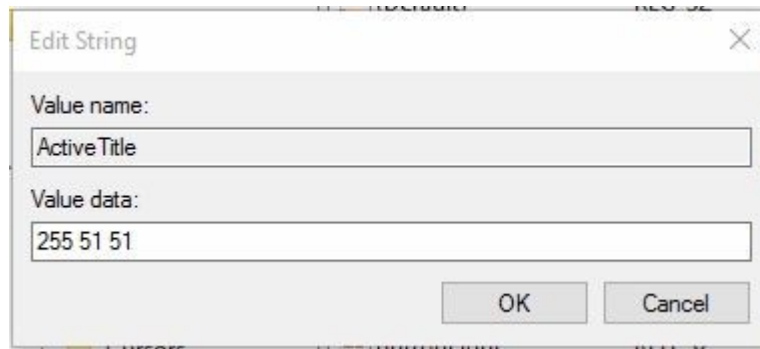 Edit String
Value name:
ActiveTitle
Value data:
255 51 51
OK
Cancel